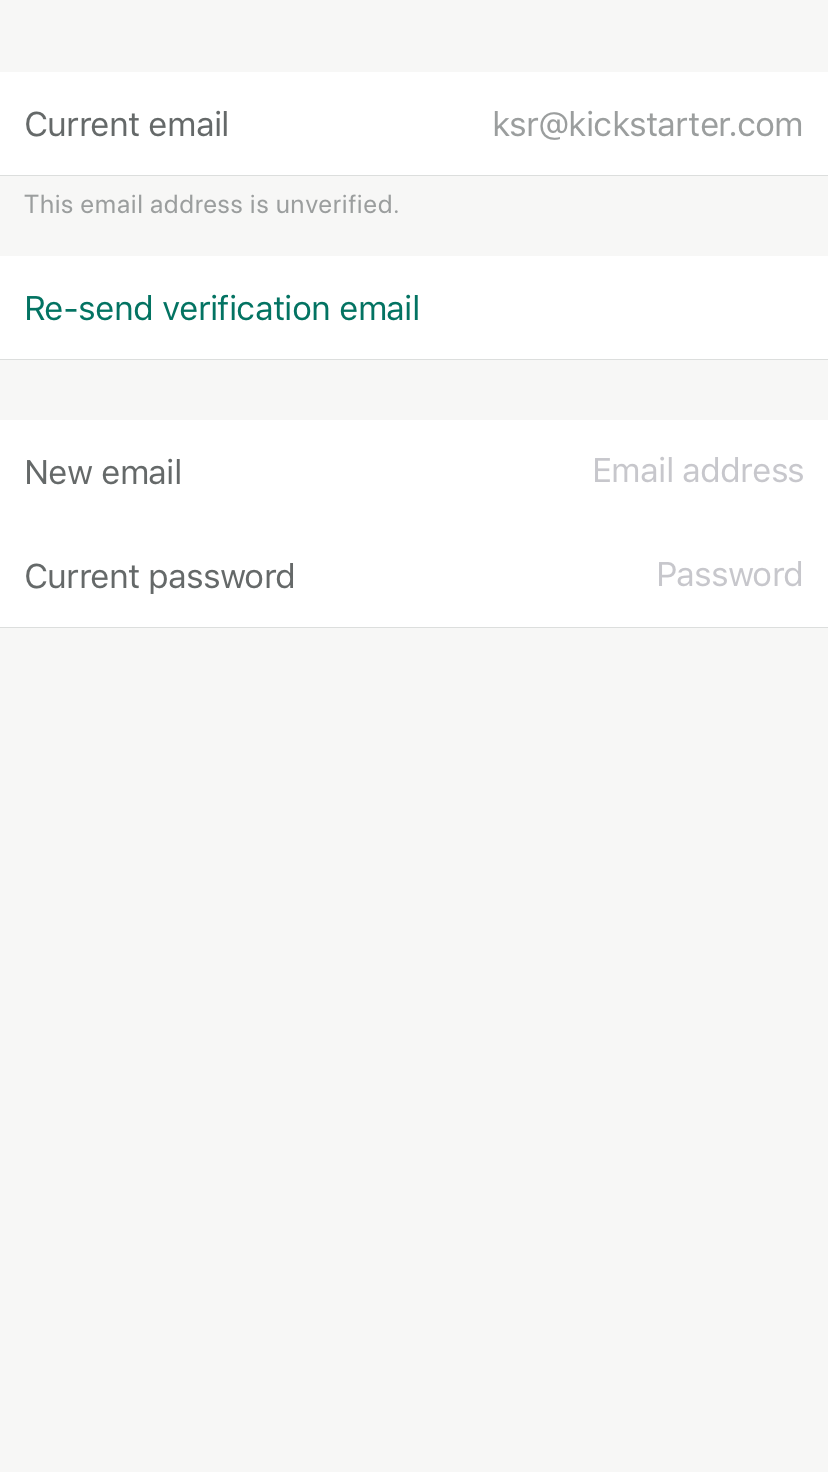 Current email ksr@kickstarter.com
This email address is unverified.
Re-send verification email
New email Email address
Current password Password